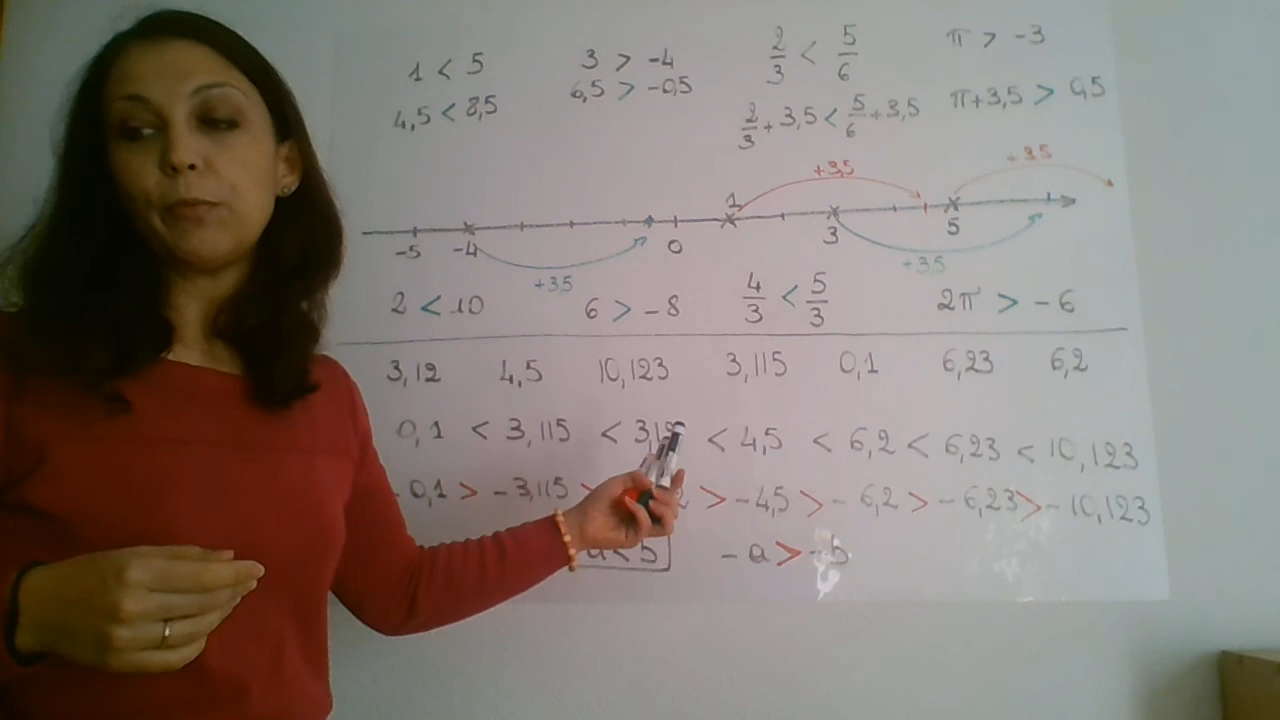 1 < 5 3 > -4 2/3 < 5/6 π > -3
4,5 < 8,5 6,5 > -0,5 2/3 + 3,5 < 5/6 + 3,5 π+3,5 > 0,5
+3,5 +3,5
-5 -4 0 1 3 5
+3,5 +3,5
2 < 10 6 > -8 4/3 < 5/3 2π > -6
3,12 4,5 10,123 3,115 0,1 6,23 6,2
0,1 < 3,115 < 3,12 < 4,5 < 6,2 < 6,23 < 10,123
-0,1 > -3,115 > -4,5 > -6,2 > -6,23 > -10,123
a < b -a > -b